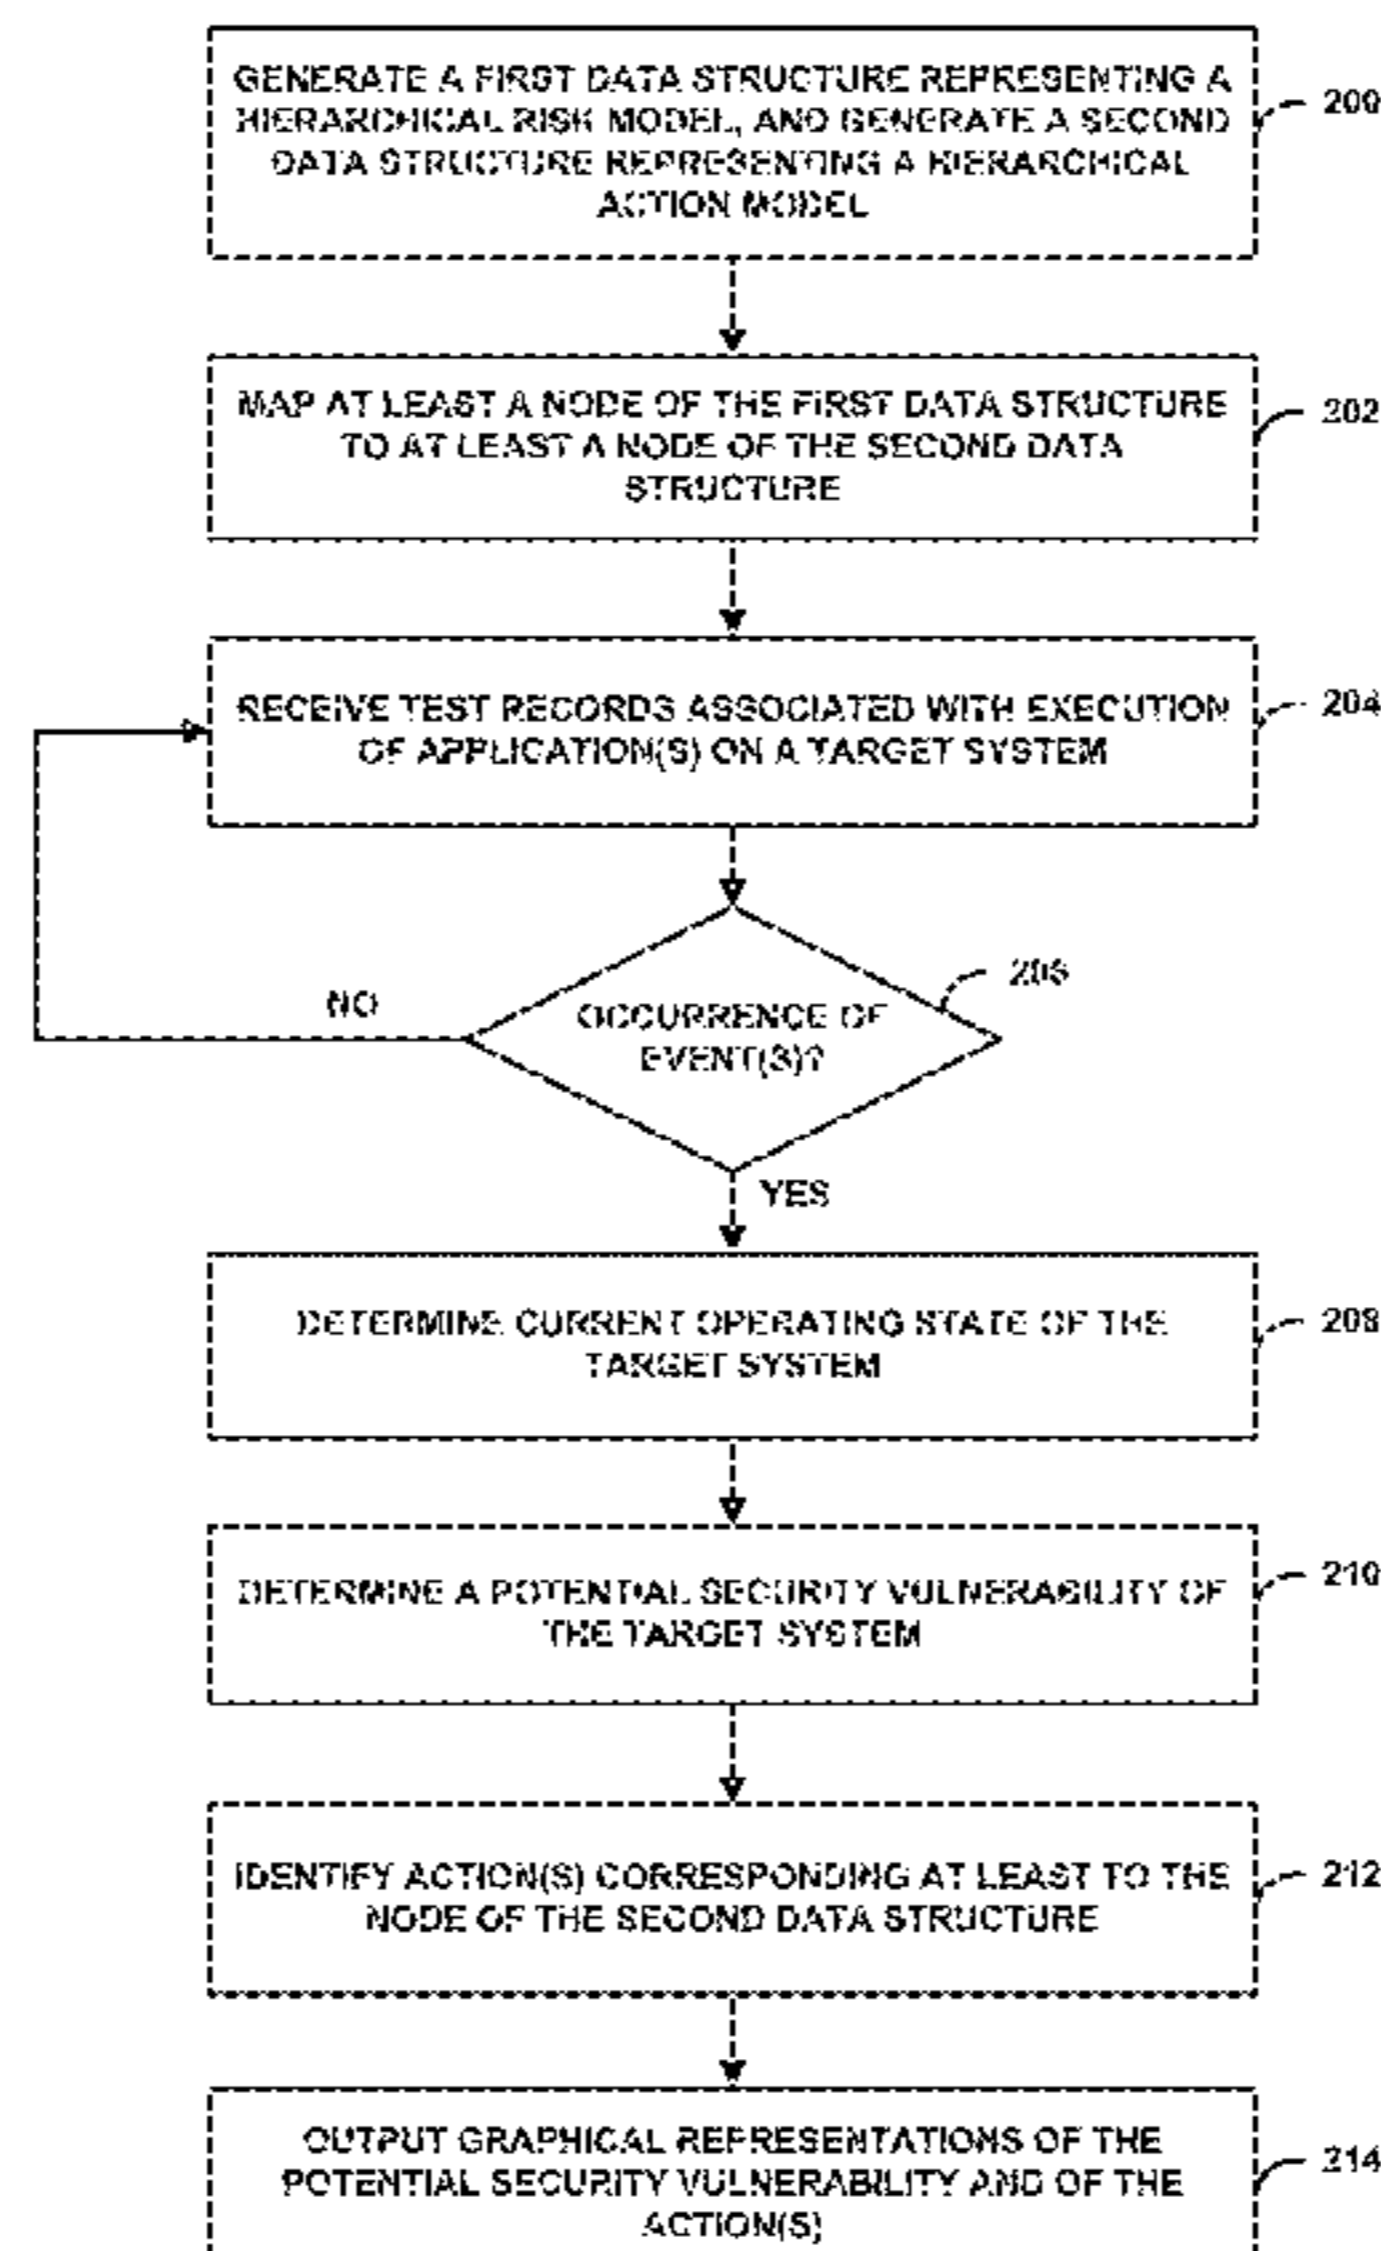 GENERATE A FIRST DATA STRUCTURE REPRESENTING A
HIERARCHICAL RISK MODEL, AND GENERATE A SECOND
DATA STRUCTURE REPRESENTING A HIERARCHICAL
ACTION MODEL
200
MAP AT LEAST A NODE OF THE FIRST DATA STRUCTURE
TO AT LEAST A NODE OF THE SECOND DATA
STRUCTURE
202
RECEIVE TEST RECORDS ASSOCIATED WITH EXECUTION
OF APPLICATION(S) ON A TARGET SYSTEM
204
206
NO
OCCURRENCE OF
EVENT(S)?
YES
DETERMINE CURRENT OPERATING STATE OF THE
TARGET SYSTEM
208
DETERMINE A POTENTIAL SECURITY VULNERABILITY OF
THE TARGET SYSTEM
210
IDENTIFY ACTION(S) CORRESPONDING AT LEAST TO THE
NODE OF THE SECOND DATA STRUCTURE
212
OUTPUT GRAPHICAL REPRESENTATIONS OF THE
POTENTIAL SECURITY VULNERABILITY AND OF THE
ACTION(S)
214